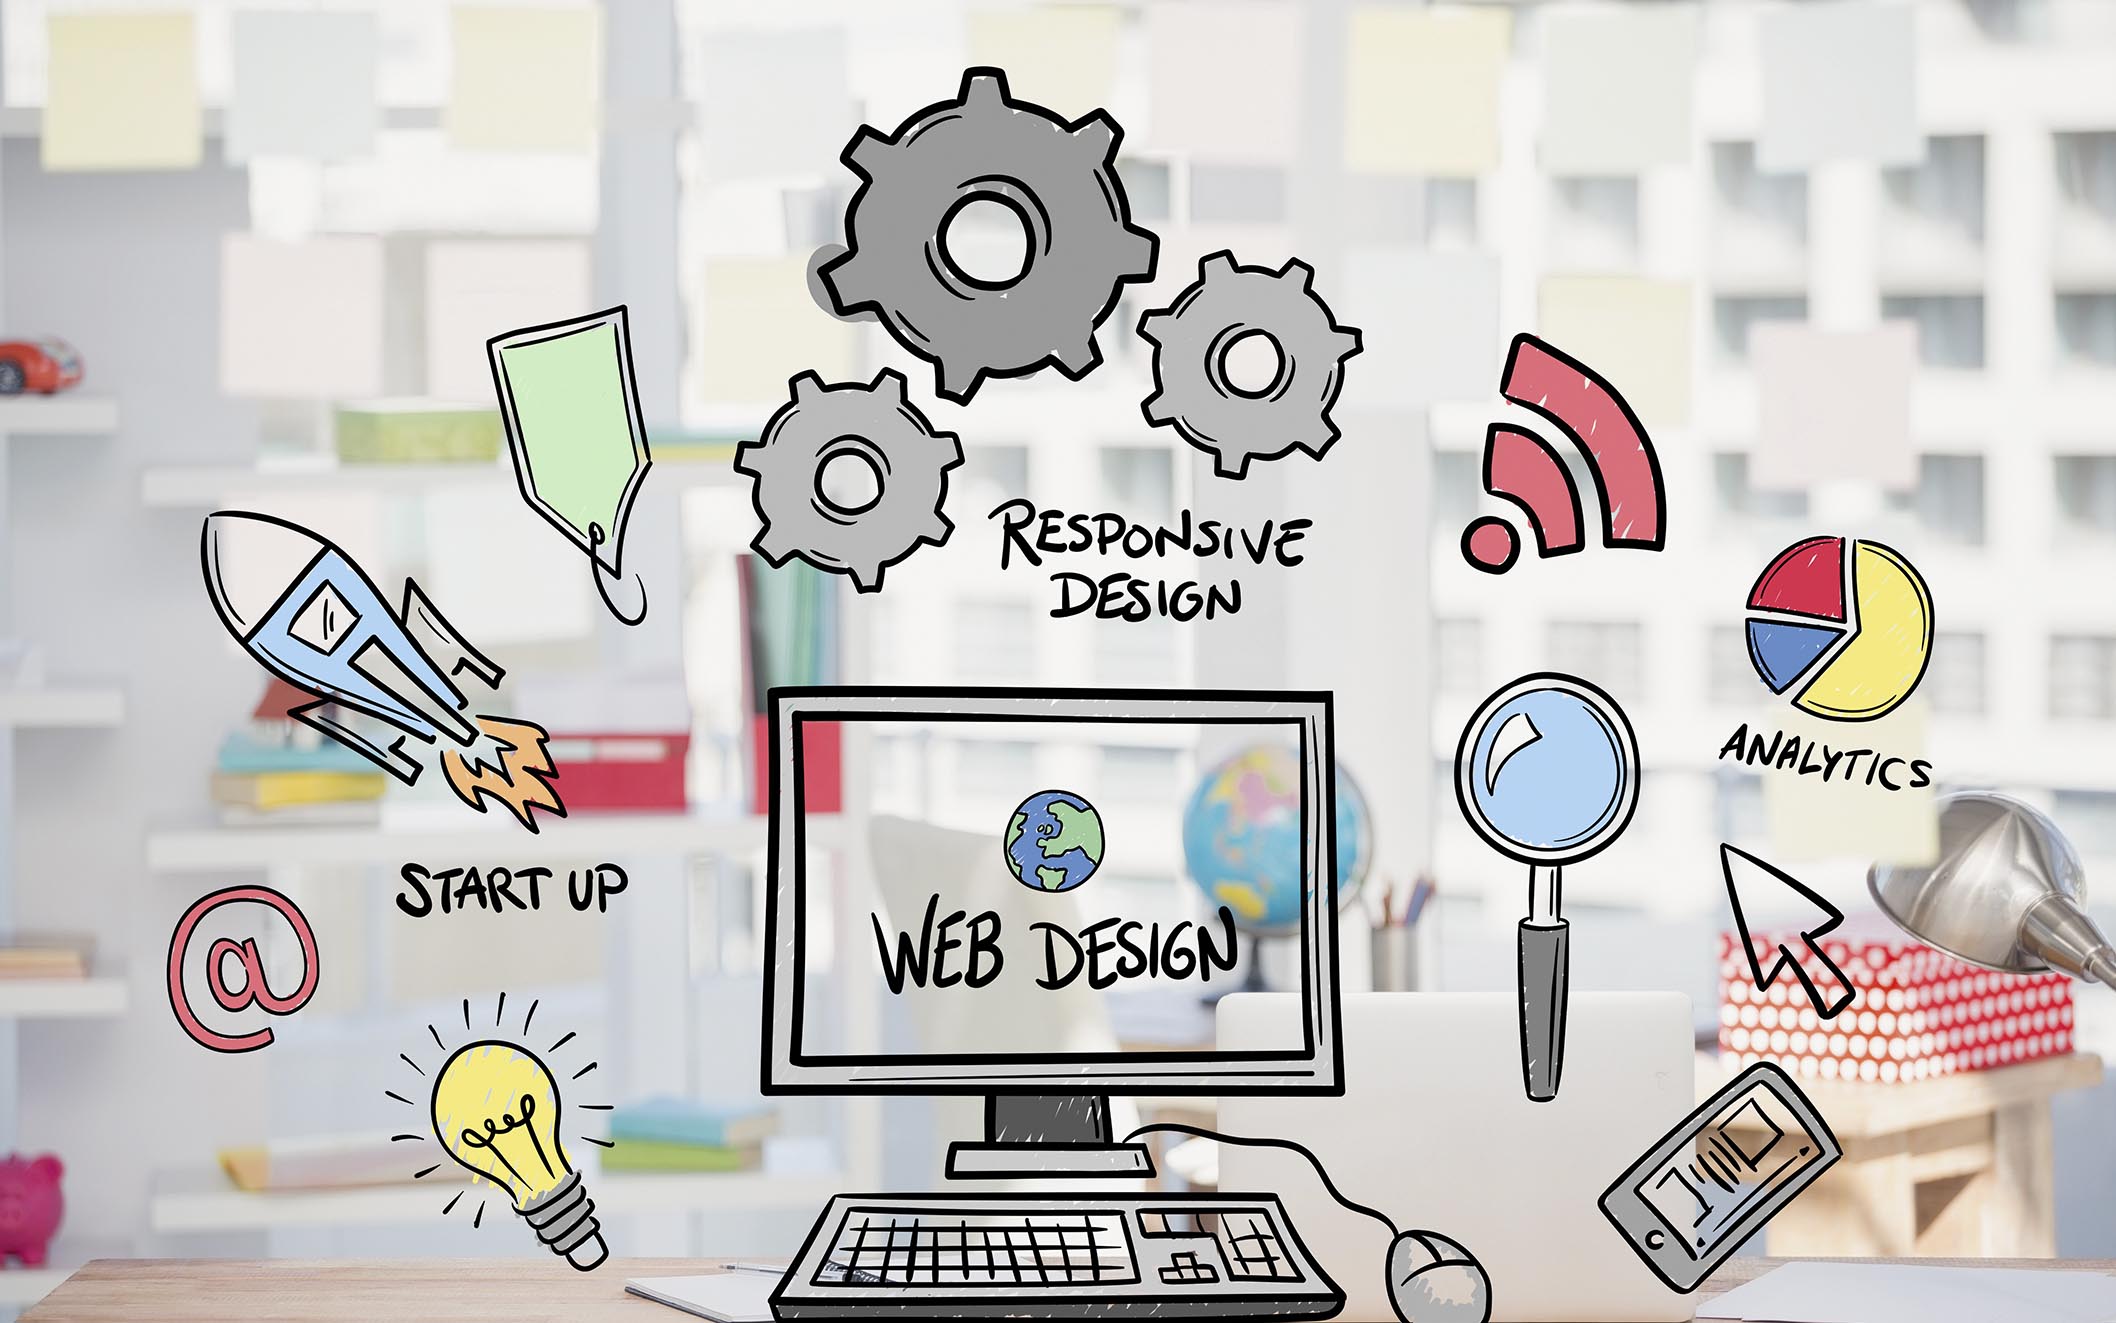 RESPONSIVE
DESIGN
ANALYTICS
START UP
@
WEB DESIGN